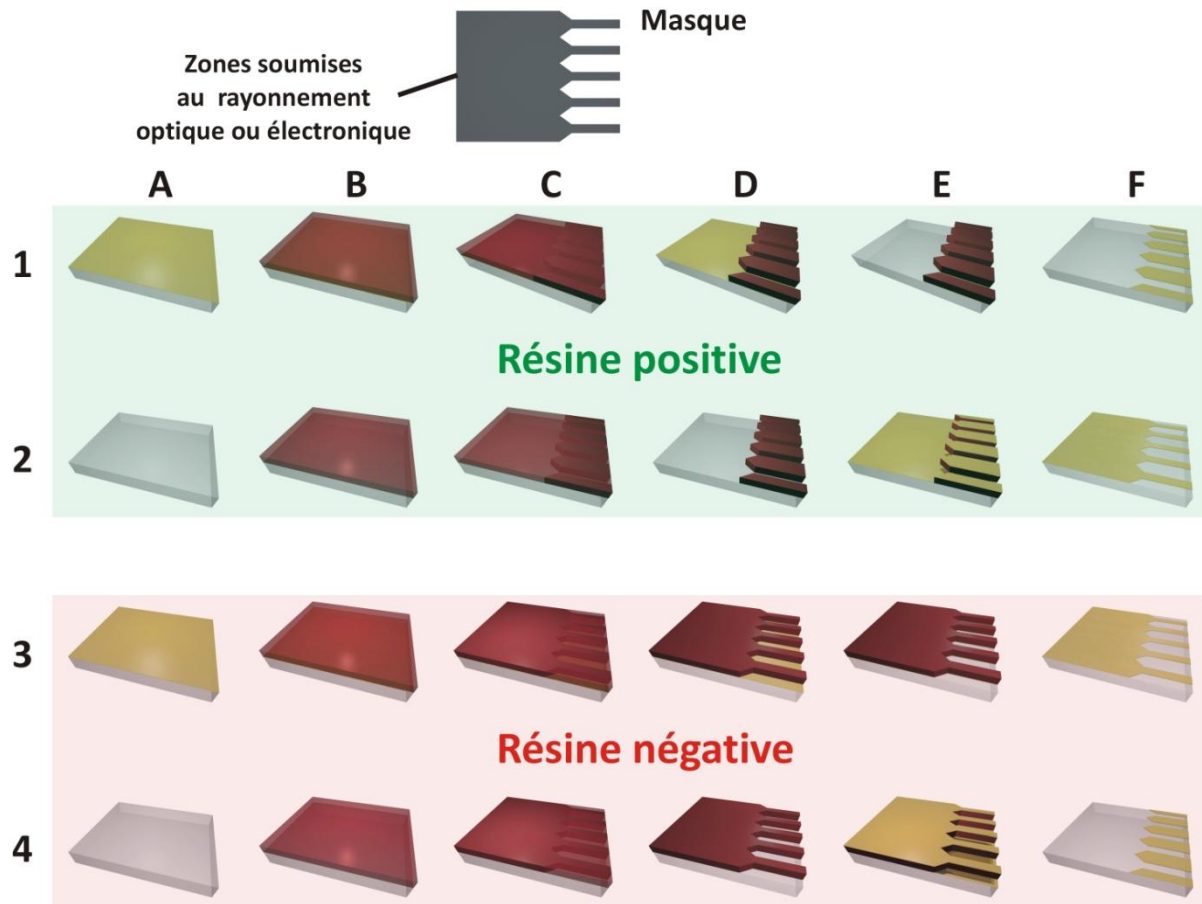 Masque
Zones soumises
au rayonnement
optique ou électronique
A B C D E F
1
Résine positive
2
3
Résine négative
4